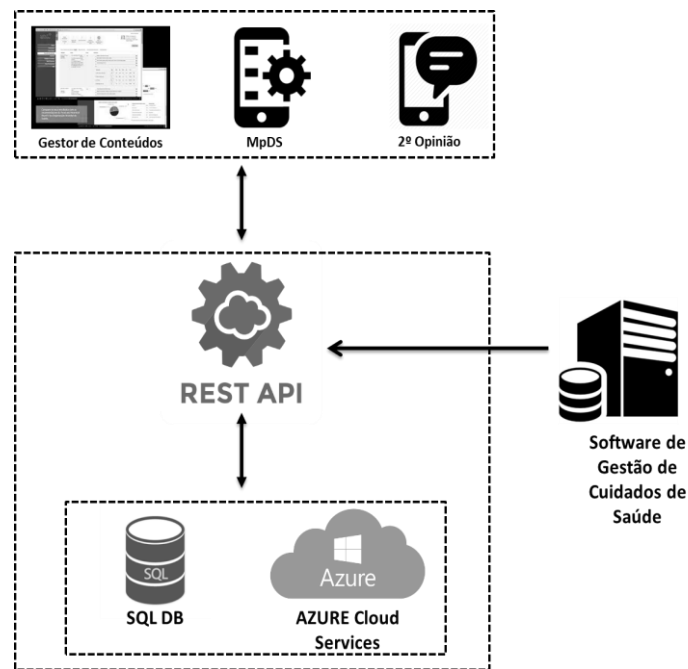 Gestor de Conteúdos
MpDS
2º Opinião
REST API
Software de
Gestão de
Cuidados de
Saúde
SQL
Azure
SQL DB
AZURE Cloud
Services